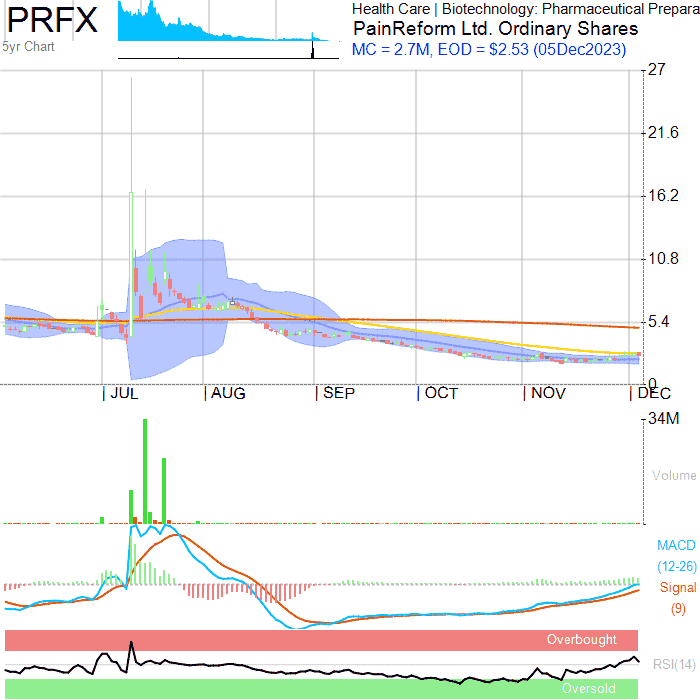 PRFX
5yr Chart
Health Care | Biotechnology: Pharmaceutical Prepara
PainReform Ltd. Ordinary Shares
MC = 2.7M, EOD = $2.53 (05Dec2023)
27
21.6
16.2
10.8
5.4
0
JUL AUG SEP OCT NOV DEC
34M
Volume
MACD
(12-26)
Signal
(9)
Overbought
RSI(14)
Oversold